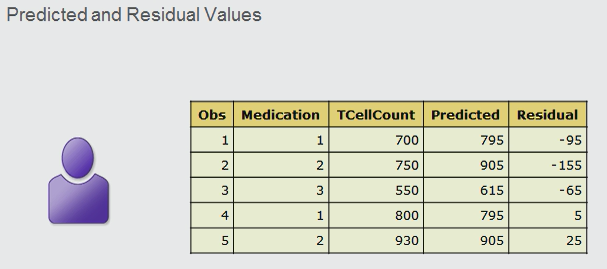 Predicted and Residual Values
Obs Medication TCellCount Predicted Residual
1 1 700 795 -95
2 2 750 905 -155
3 3 550 615 -65
4 1 800 795 5
5 2 930 905 25